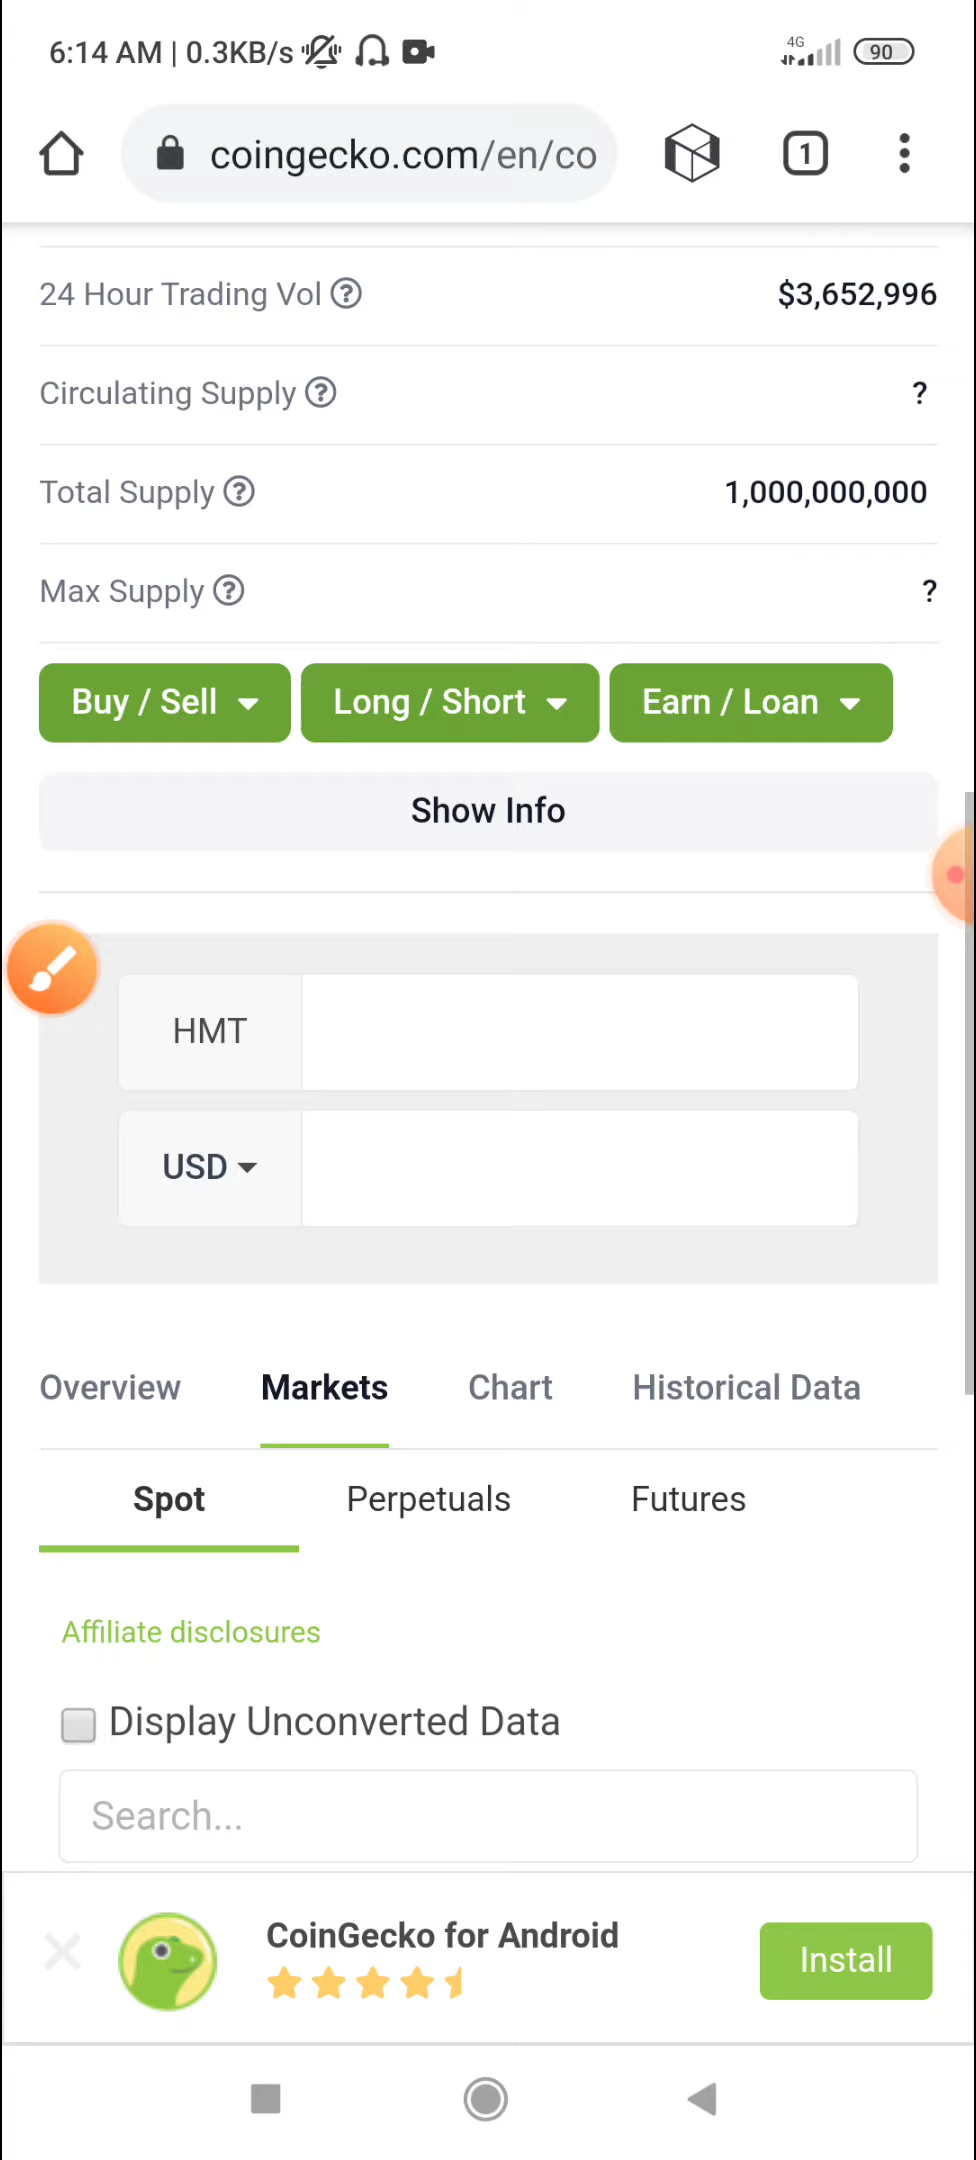 6:14 AM | 0.3KB/s
4G
90
coingecko.com/en/co
1
24 Hour Trading Vol ?
$3,652,996
Circulating Supply ?
?
Total Supply ?
1,000,000,000
Max Supply ?
?
Buy / Sell
Long / Short
Earn / Loan
Show Info
HMT
USD
Overview
Markets
Chart
Historical Data
Spot
Perpetuals
Futures
Affiliate disclosures
Display Unconverted Data
Search...
CoinGecko for Android
Install